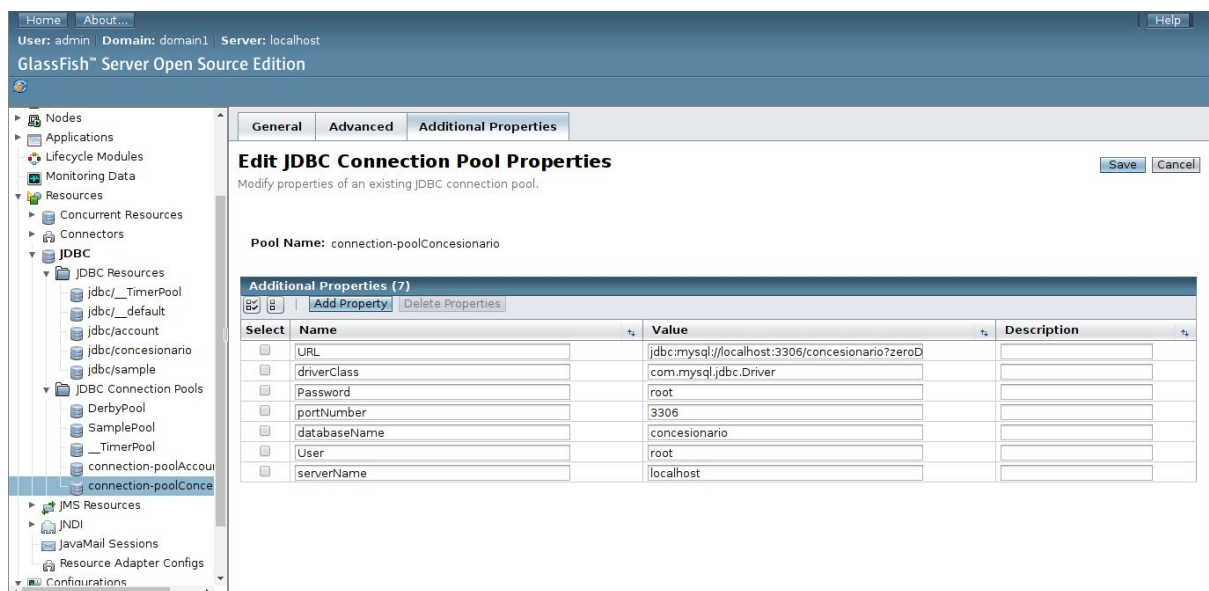 Home About... Help
User: admin Domain: domain1 Server: localhost
GlassFish™ Server Open Source Edition
Nodes
Applications
Lifecycle Modules
Monitoring Data
Resources
Concurrent Resources
Connectors
JDBC
JDBC Resources
jdbc/__TimerPool
jdbc/__default
jdbc/account
jdbc/concesionario
jdbc/sample
JDBC Connection Pools
DerbyPool
SamplePool
__TimerPool
connection-poolAccou
connection-poolConce
JMS Resources
JNDI
JavaMail Sessions
Resource Adapter Configs
Configurations
General Advanced Additional Properties
Edit JDBC Connection Pool Properties
Save Cancel
Modify properties of an existing JDBC connection pool.
Pool Name: connection-poolConcesionario
Additional Properties (7)
Add Property Delete Properties
Select Name Value Description
URL jdbc:mysql://localhost:3306/concesionario?zeroD
driverClass com.mysql.jdbc.Driver
Password root
portNumber 3306
databaseName concesionario
User root
serverName localhost